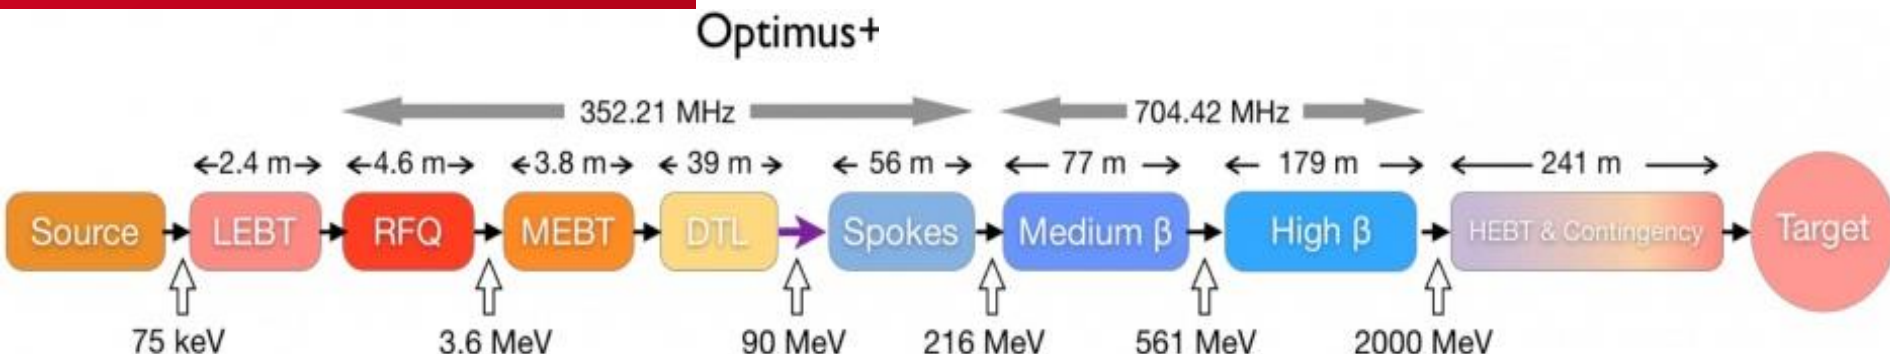 Optimus+
352.21 MHz 704.42 MHz
2.4 m 4.6 m 3.8 m 39 m 56 m 77 m 179 m 241 m
Source LEBT RFQ MEBT DTL Spokes Medium β High β HEBT & Contingency Target
75 keV 3.6 MeV 90 MeV 216 MeV 561 MeV 2000 MeV